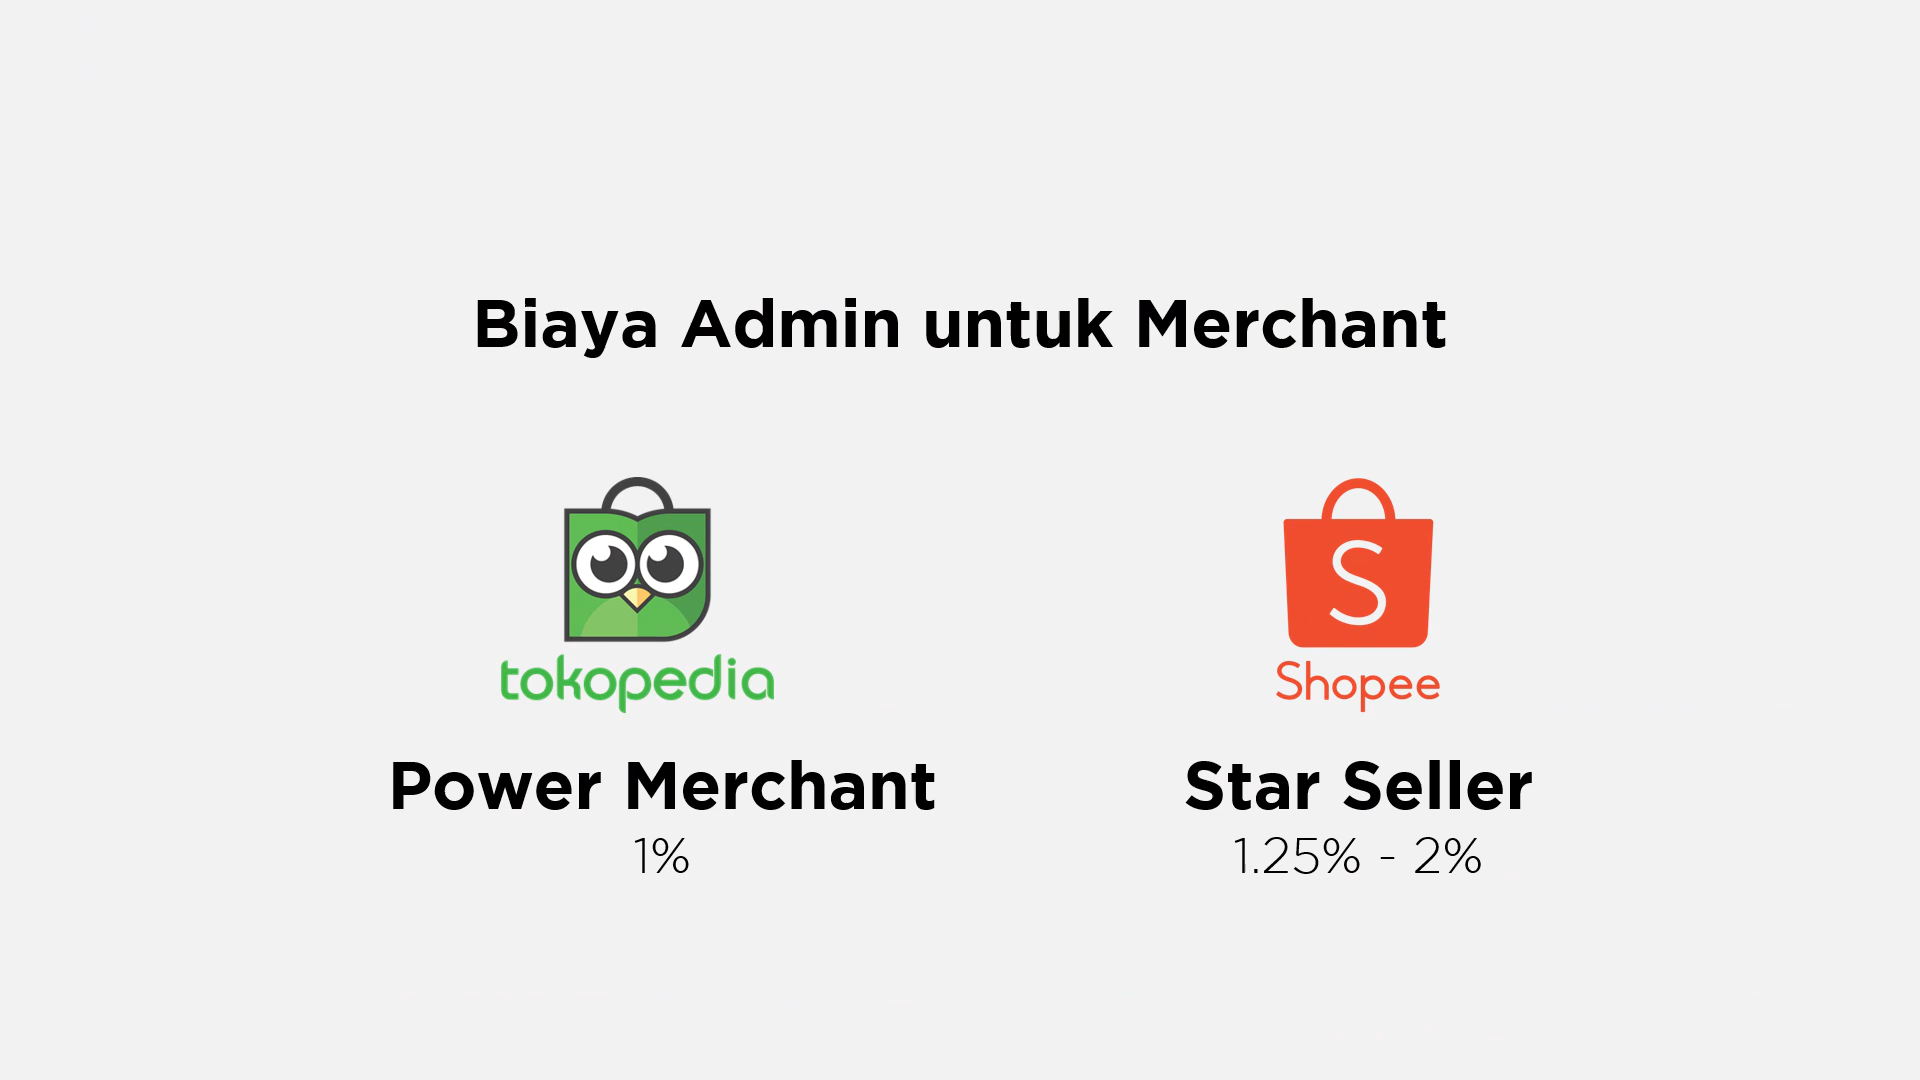 Biaya Admin untuk Merchant
tokopedia
S
Shopee
Power Merchant
1%
Star Seller
1.25% - 2%